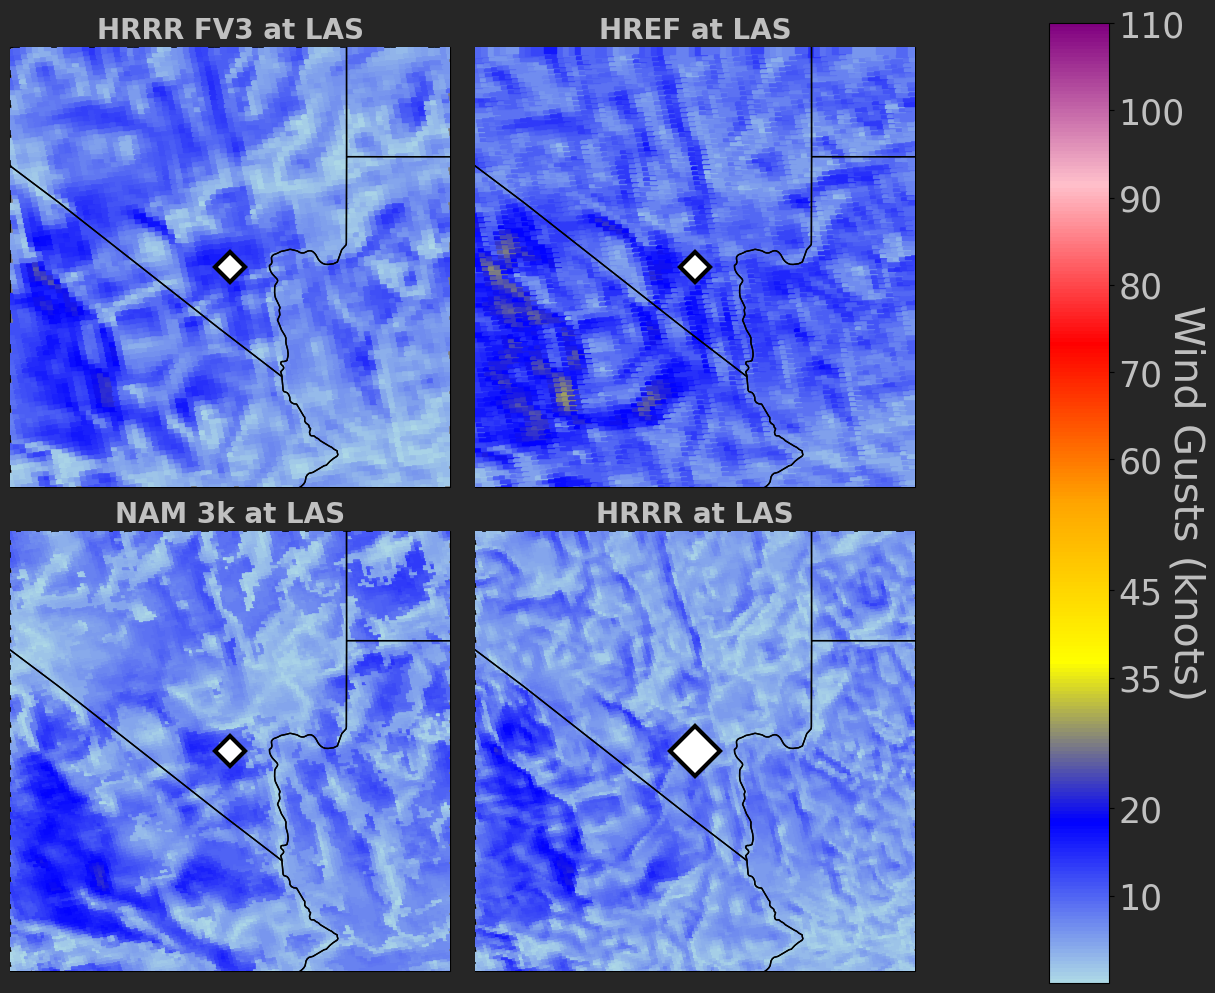 HRRR FV3 at LAS
HREF at LAS
NAM 3k at LAS
HRRR at LAS
110
100
90
80
70
60
45
35
20
10
Wind Gusts (knots)